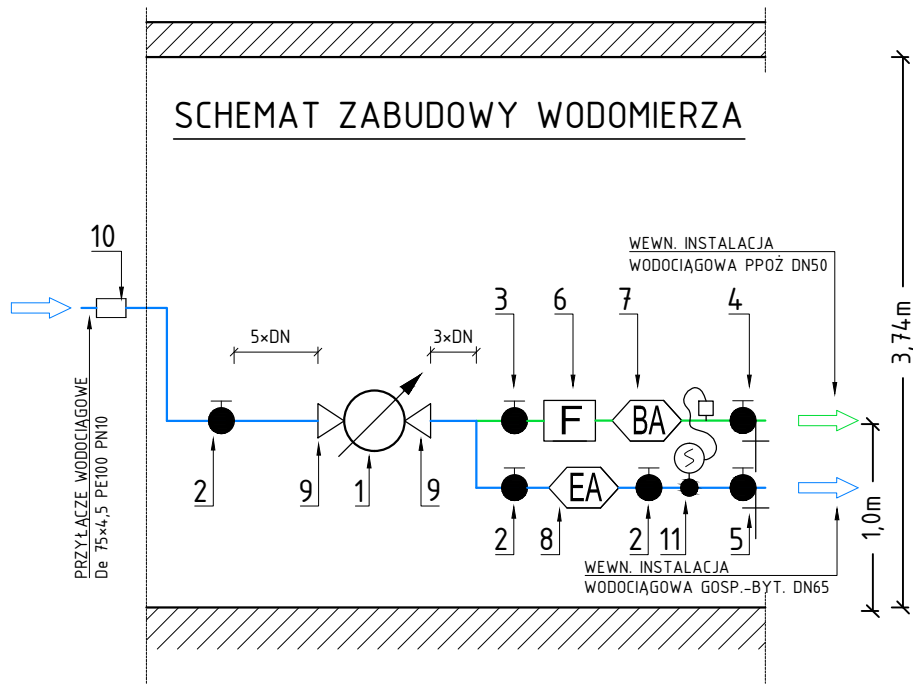 SCHEMAT ZABUDOWY WODOMIERZA
10
WEWN. INSTALACJA
WODOCIĄGOWA PPOŻ DN50
3,74m
5×DN
3×DN
3
6
7
4
PRZYŁĄCZE WODOCIĄGOWE
De 75×4,5 PE100 PN10
F
BA
S
EA
1,0m
2
9
1
9
2
8
2
11
5
WEWN. INSTALACJA
WODOCIĄGOWA GOSP.-BYT. DN65